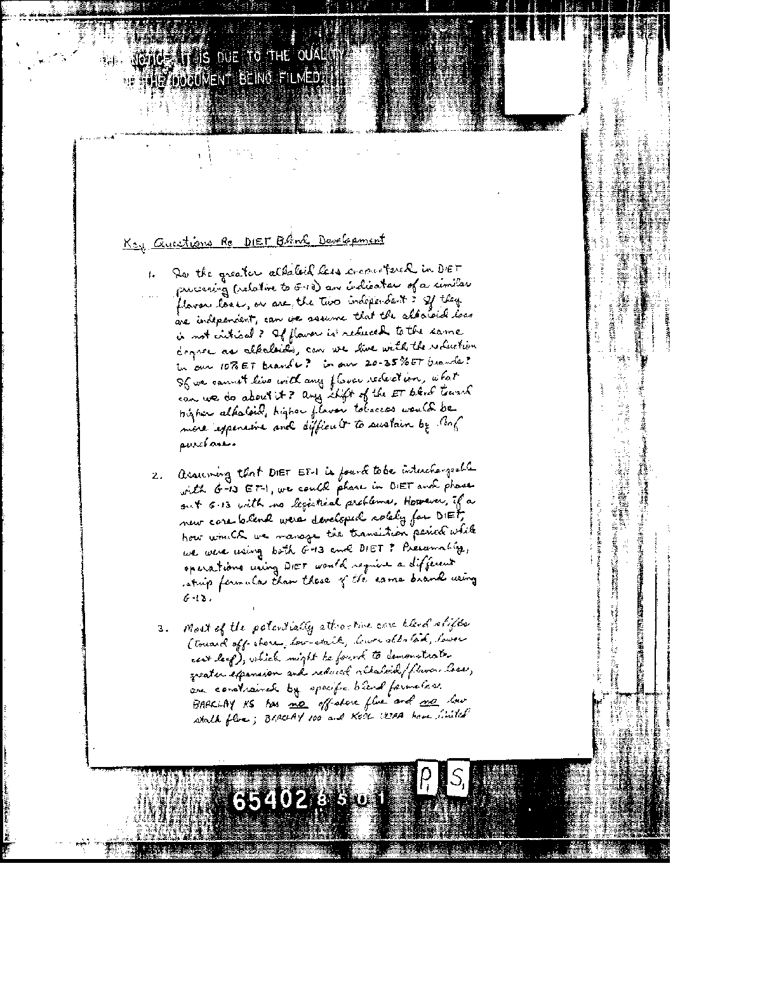 NOTICE IT IS DUE TO THE QUALITY
OF THE DOCUMENT BEING FILMED.
Key Questions Re DIET Blend Development
1. Is the greater alkaloid loss encountered in DIET
processing (relative to G-13) an indicator of a similar
flavor loss, or are the two independent? If they
are independent, can we assume that the alkaloid loss
is not critical? If flavor is reduced to the same
degree as alkaloids, can we live with the reduction
in our 10% ET brands? in our 20-35% ET brands?
If we cannot live with any flavor reduction, what
can we do about it? Any shift of the ET blend toward
higher alkaloid, higher flavor tobaccos would be
more expensive and difficult to sustain by leaf
purchase.
2. Assuming that DIET ET-1 is found to be interchangeable
with G-13 ET-1, we could phase in DIET and phase
out G-13 with no logistical problems. However, if a
new core blend were developed solely for DIET,
how would we manage the transition period while
we were using both G-13 and DIET? Presumably,
operations using DIET would require a different
strip formula than those of the same brand using
G-13.
3. Most of the potentially attractive core blend shifts
(toward off-shore, low-stalk, lower alkaloid, lower
cost leaf), which might be found to demonstrate
greater expansion and reduced alkaloid/flavor loss,
are constrained by specific blend formulas.
BARCLAY KS has no off-shore flue and no low
stalk flue; BARCLAY 100 and KOOL ULTRA have limited
P. S.
654028501